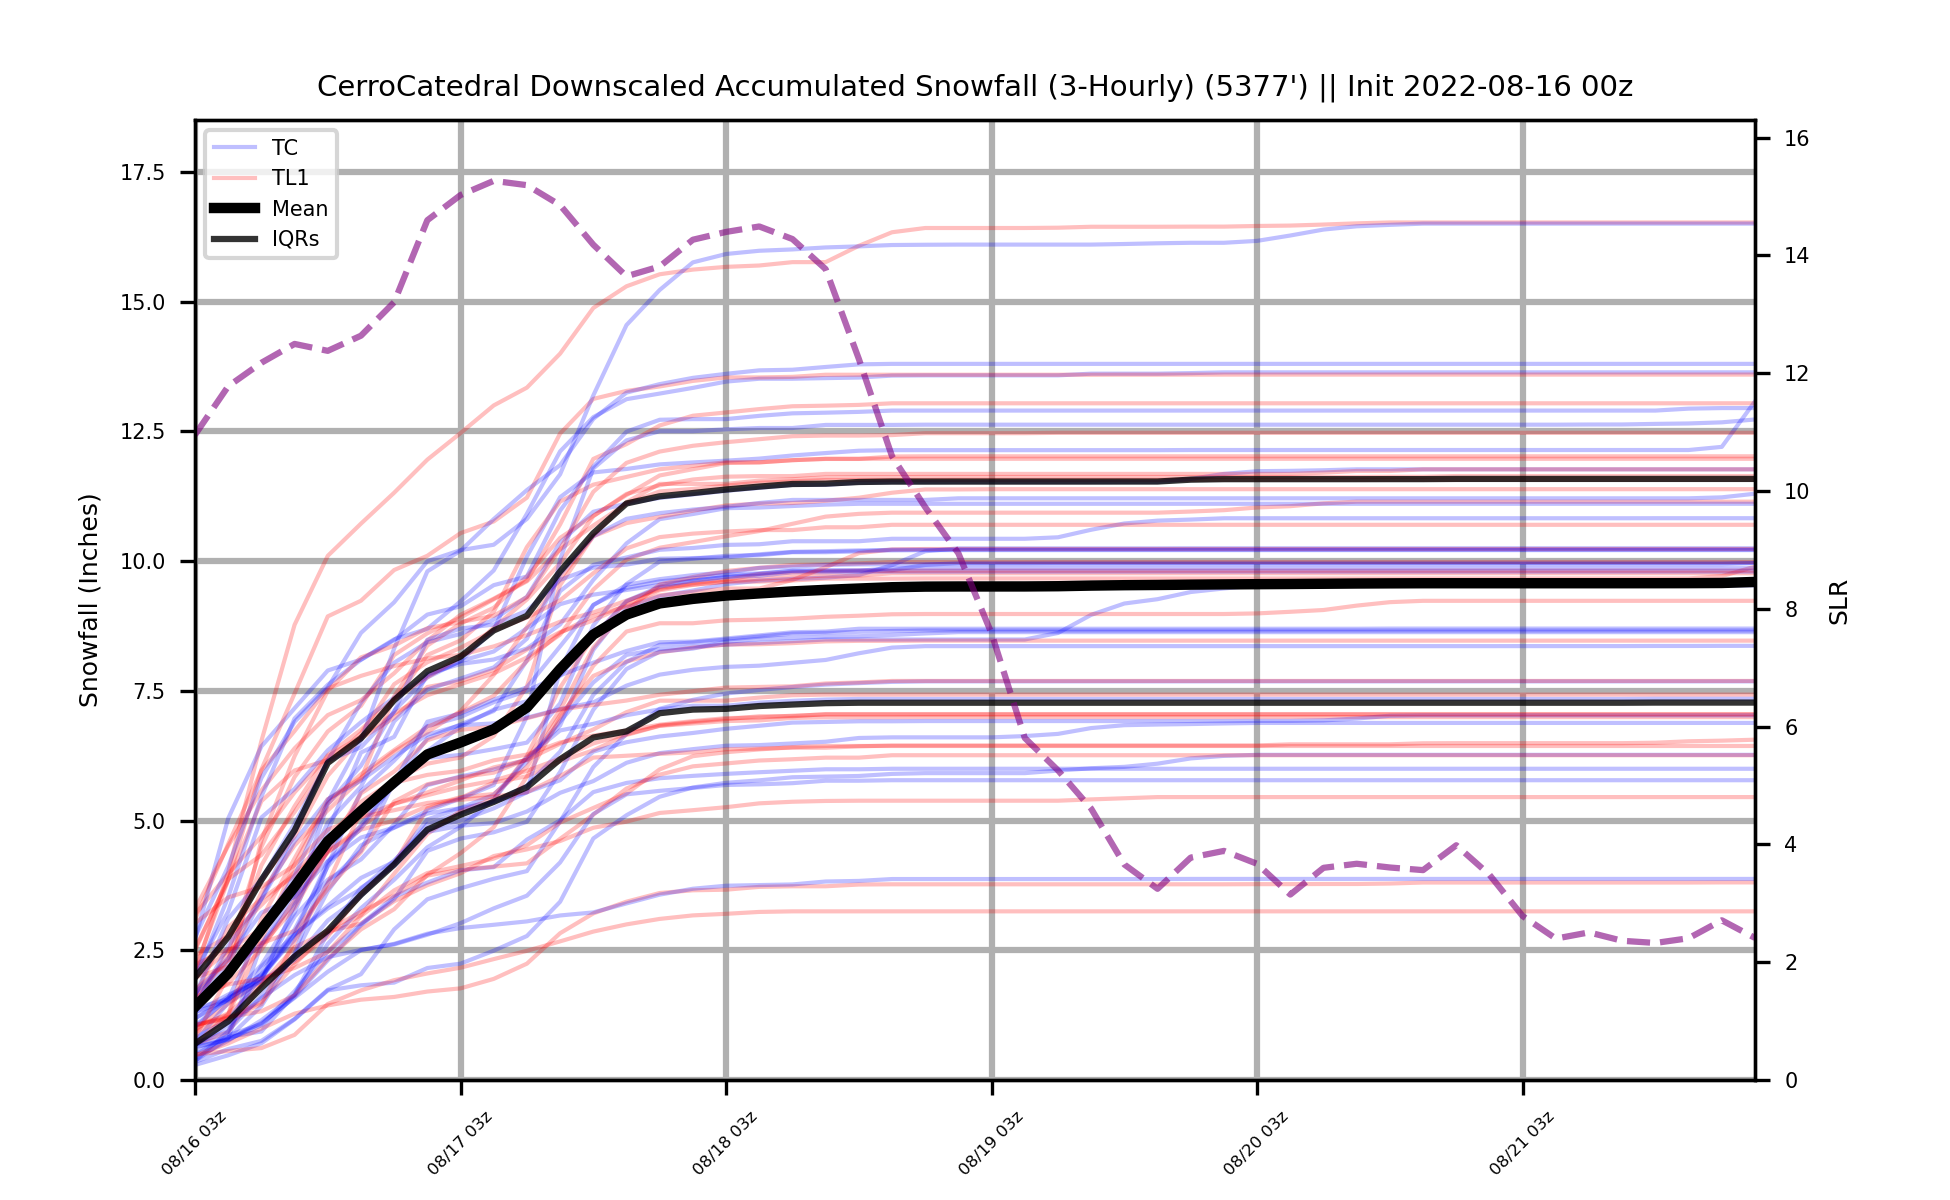 CerroCatedral Downscaled Accumulated Snowfall (3-Hourly) (5377') || Init 2022-08-16 00z
TC
TL1
Mean
IQRs
Snowfall (Inches)
17.5
15.0
12.5
10.0
7.5
5.0
2.5
0.0
16
14
12
10
8
6
4
2
0
SLR
08/16 03z
08/17 03z
08/18 03z
08/19 03z
08/20 03z
08/21 03z